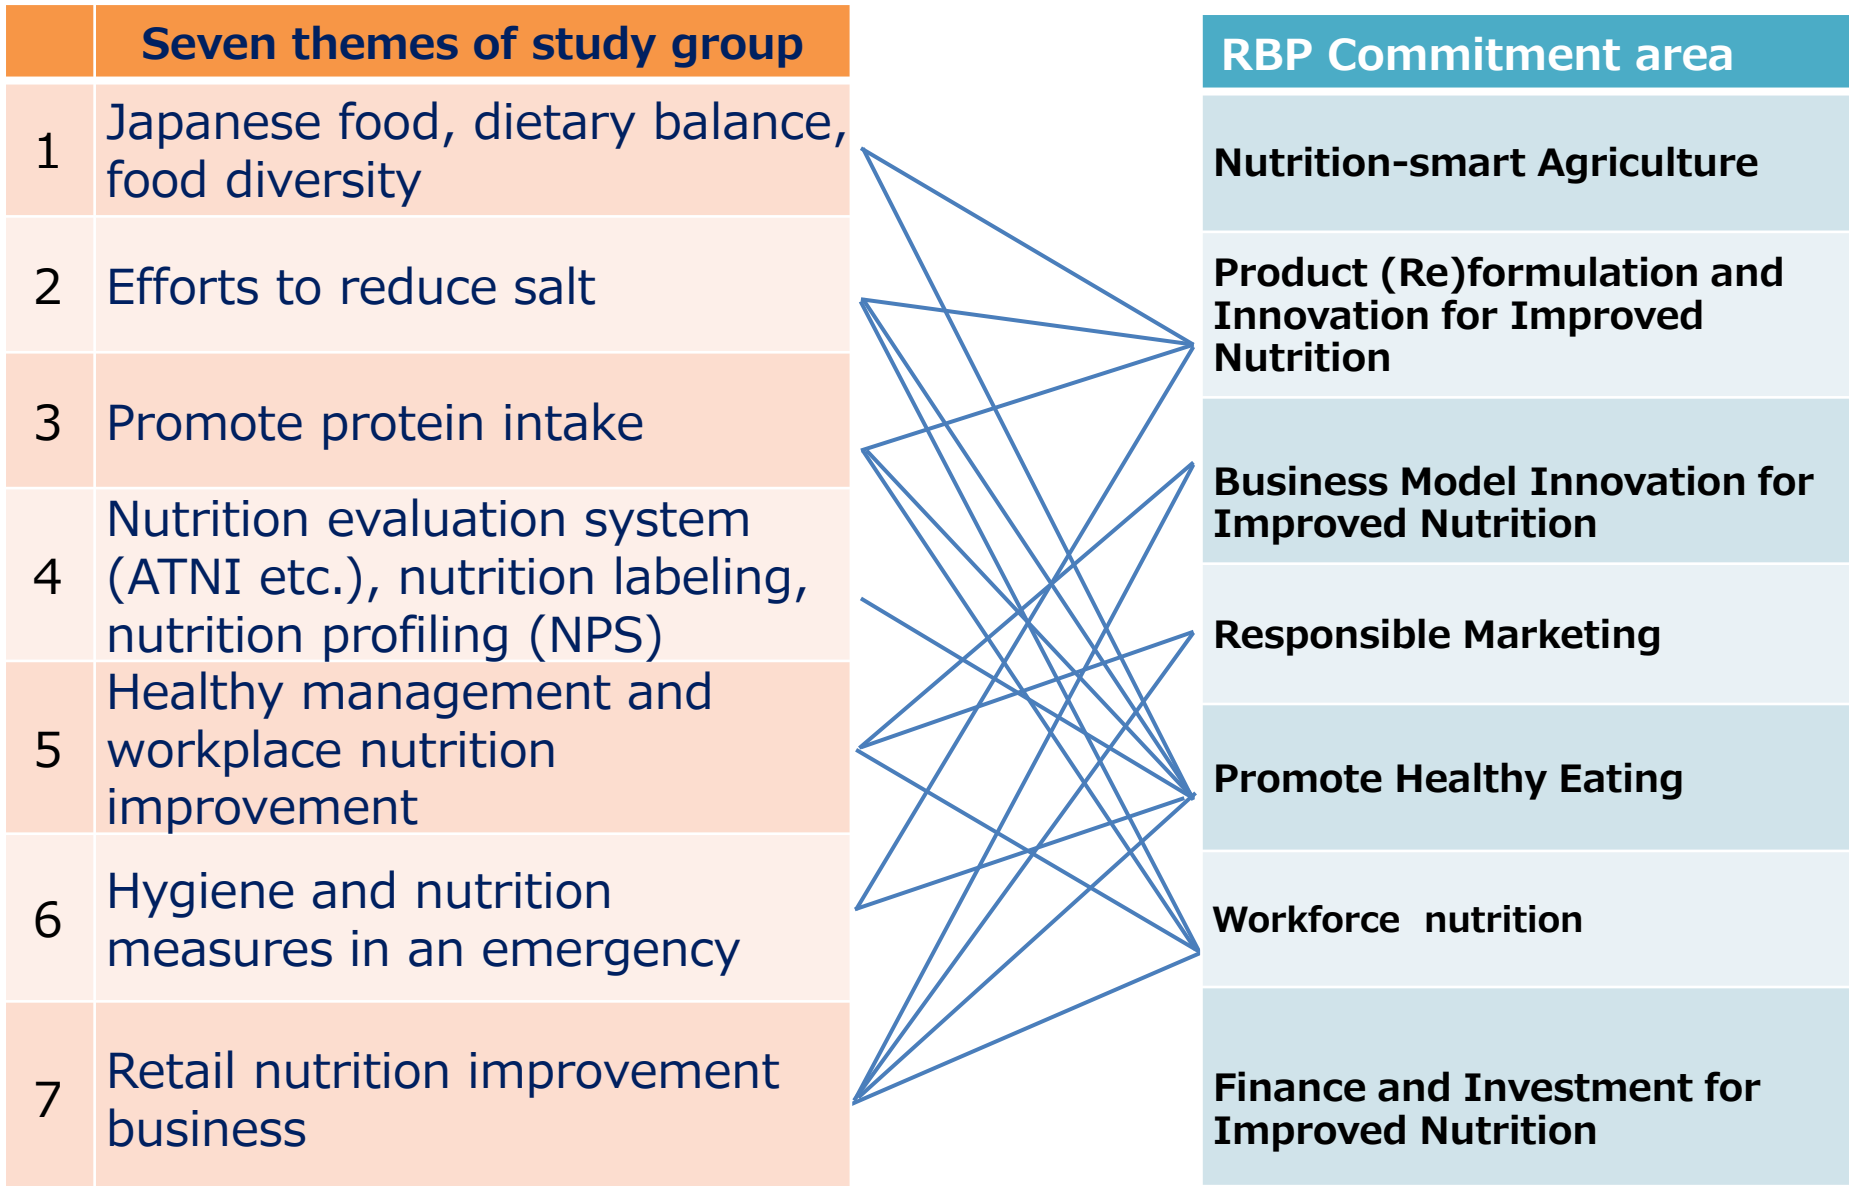 Seven themes of study group
1
Japanese food, dietary balance,
food diversity
2
Efforts to reduce salt
3
Promote protein intake
4
Nutrition evaluation system
(ATNI etc.), nutrition labeling,
nutrition profiling (NPS)
5
Healthy management and
workplace nutrition
improvement
6
Hygiene and nutrition
measures in an emergency
7
Retail nutrition improvement
business
RBP Commitment area
Nutrition-smart Agriculture
Product (Re)formulation and
Innovation for Improved
Nutrition
Business Model Innovation for
Improved Nutrition
Responsible Marketing
Promote Healthy Eating
Workforce nutrition
Finance and Investment for
Improved Nutrition